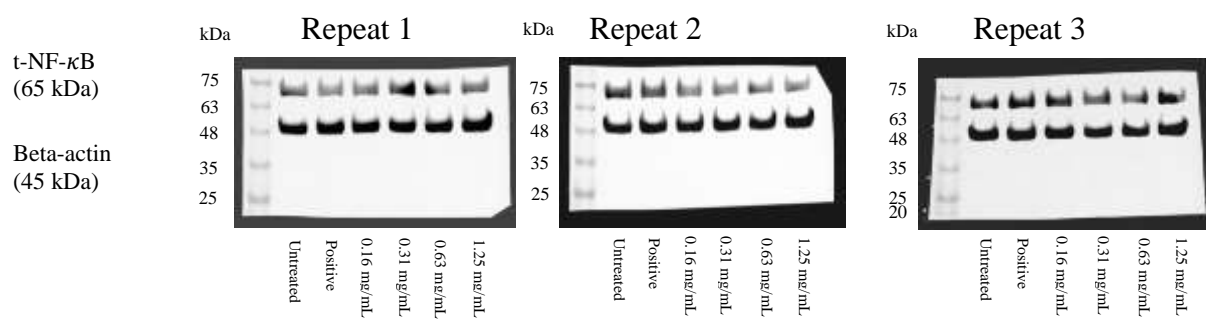 t-NF-κB
(65 kDa)
Beta-actin
(45 kDa)
kDa
Repeat 1
75
63
48
35
25
Untreated
Positive
0.16 mg/mL
0.31 mg/mL
0.63 mg/mL
1.25 mg/mL
kDa
Repeat 2
75
63
48
35
25
Untreated
Positive
0.16 mg/mL
0.31 mg/mL
0.63 mg/mL
1.25 mg/mL
kDa
Repeat 3
75
63
48
35
25
20
Untreated
Positive
0.16 mg/mL
0.31 mg/mL
0.63 mg/mL
1.25 mg/mL